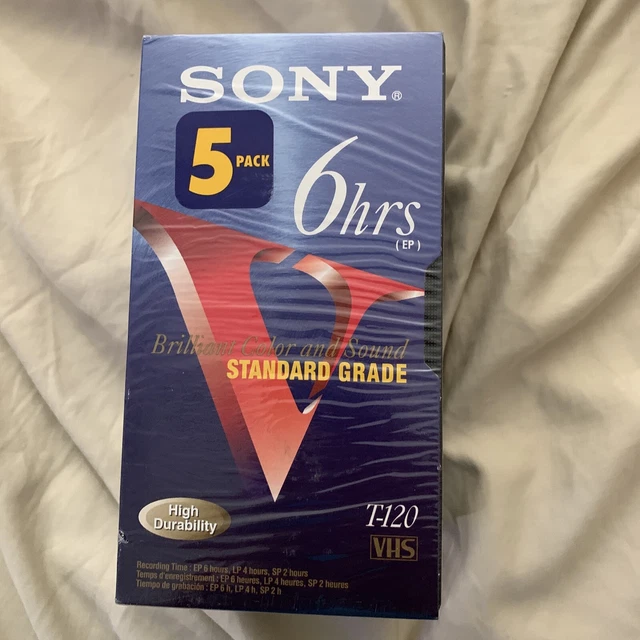 SONY®
5 PACK
6hrs
(EP)
Brilliant Color and Sound
STANDARD GRADE
High
Durability
T-120
VHS
Recording Time : EP 6 hours, LP 4 hours, SP 2 hours
Temps d'enregistrement : EP 6 heures, LP 4 heures, SP 2 heures
Tiempo de grabación : EP 6 h, LP 4 h, SP 2 h